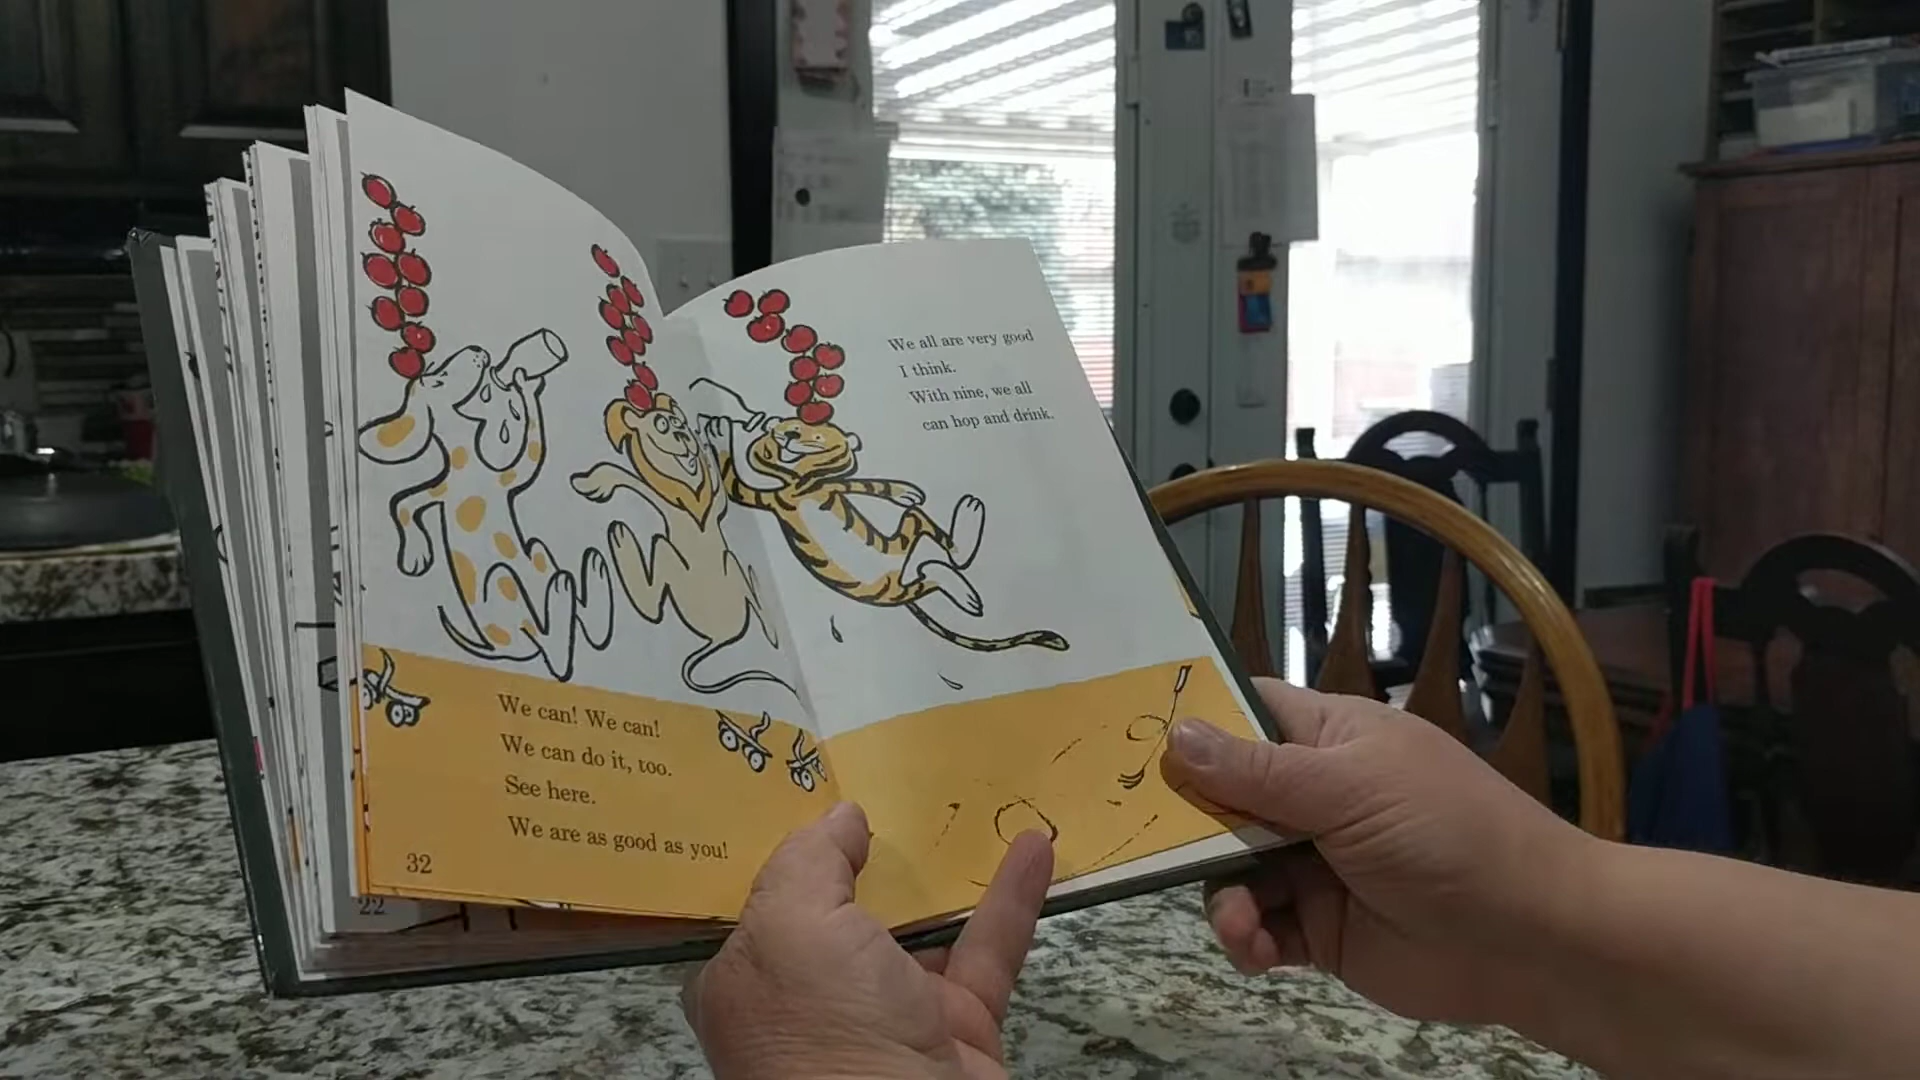 We can! We can!
We can do it, too.
See here.
We are as good as you!
32
22
We all are very good
I think.
With nine, we all
can hop and drink.